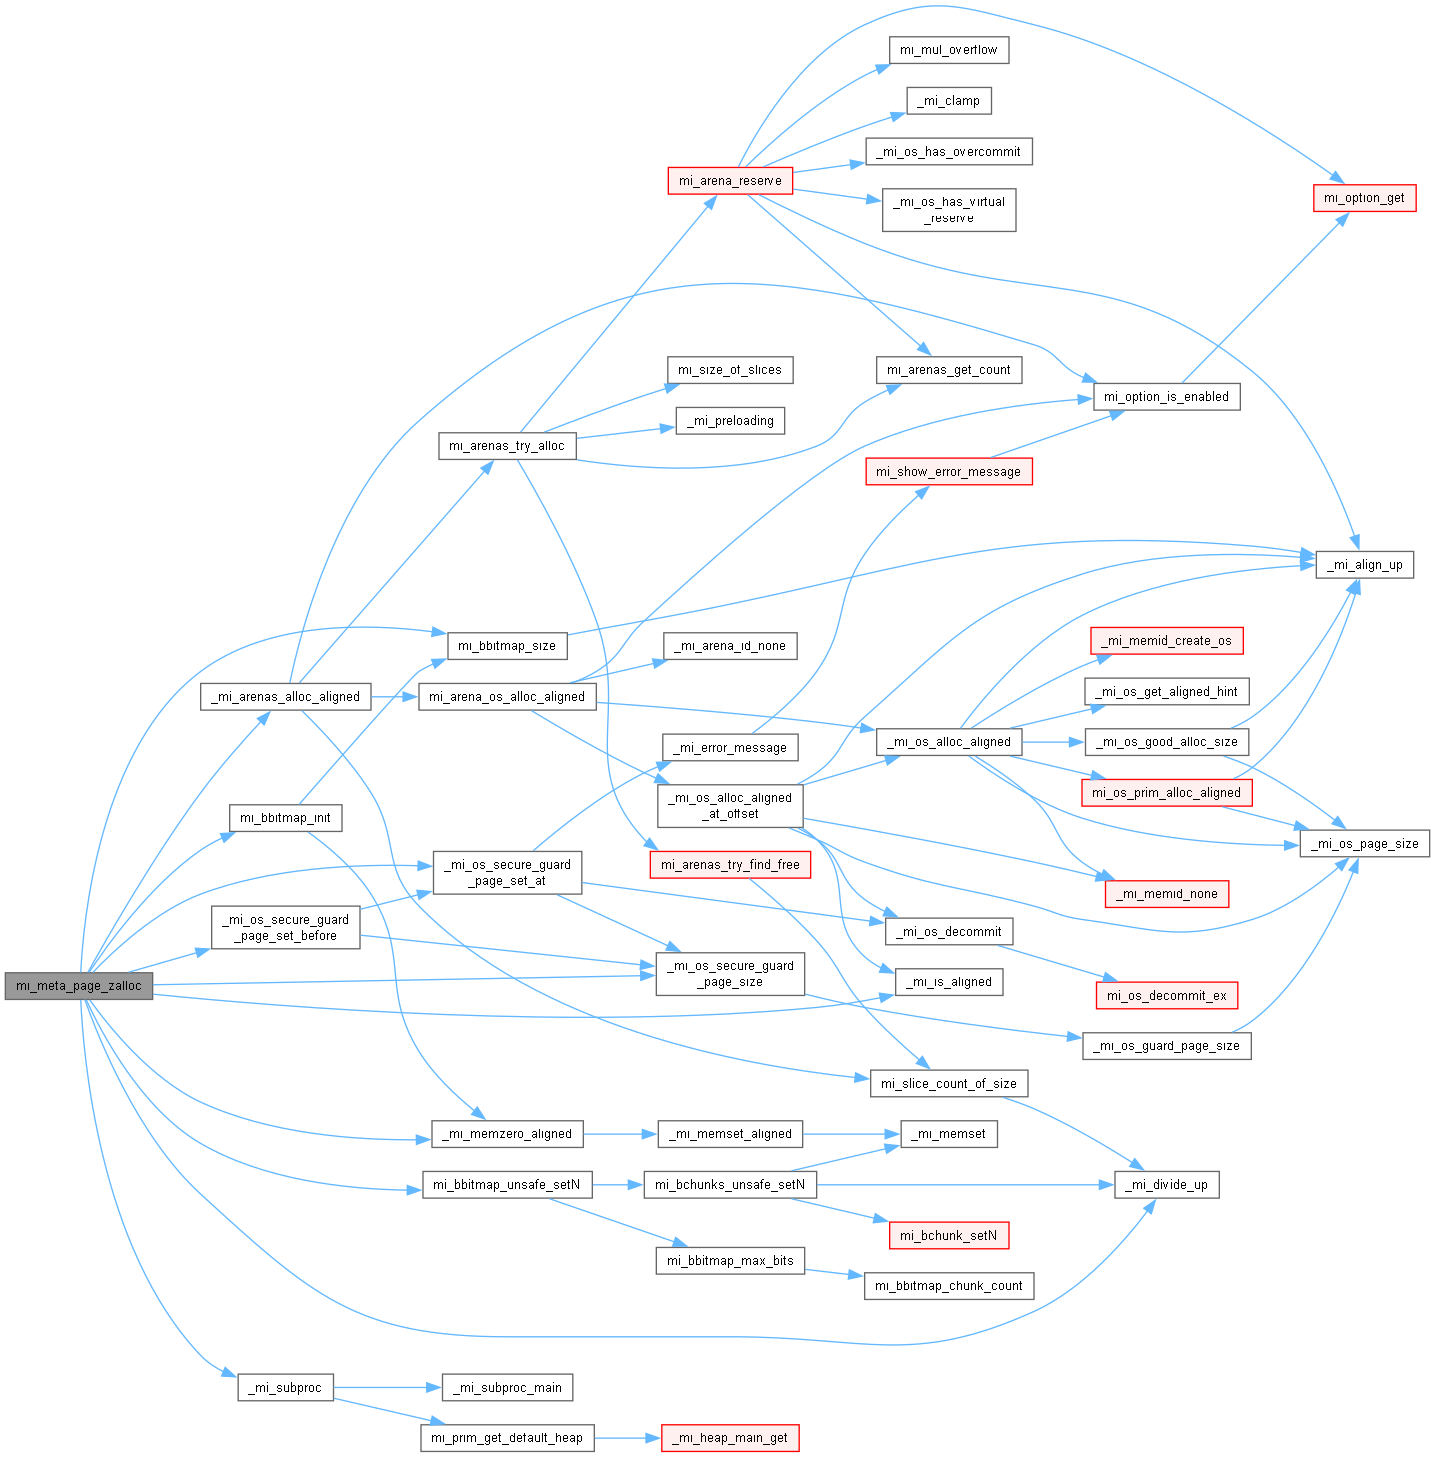 mi_mul_overflow
_mi_clamp
_mi_os_has_overcommit
mi_arena_reserve
mi_option_get
_mi_os_has_virtual
_reserve
mi_size_of_slices
mi_arenas_get_count
mi_option_is_enabled
_mi_preloading
mi_arenas_try_alloc
mi_show_error_message
_mi_align_up
mi_bbitmap_size
_mi_arena_id_none
_mi_memid_create_os
_mi_arenas_alloc_aligned
mi_arena_os_alloc_aligned
_mi_os_get_aligned_hint
_mi_error_message
_mi_os_alloc_aligned
_mi_os_good_alloc_size
_mi_os_alloc_aligned
_at_offset
mi_os_prim_alloc_aligned
mi_bbitmap_init
_mi_os_page_size
_mi_os_secure_guard
_page_set_at
mi_arenas_try_find_free
_mi_memid_none
_mi_os_secure_guard
_page_set_before
_mi_os_decommit
mi_meta_page_zalloc
_mi_os_secure_guard
_page_size
_mi_is_aligned
mi_os_decommit_ex
_mi_os_guard_page_size
mi_slice_count_of_size
_mi_memzero_aligned
_mi_memset_aligned
_mi_memset
mi_bbitmap_unsafe_setN
mi_bchunks_unsafe_setN
_mi_divide_up
mi_bchunk_setN
mi_bbitmap_max_bits
mi_bbitmap_chunk_count
_mi_subproc
_mi_subproc_main
mi_prim_get_default_heap
_mi_heap_main_get